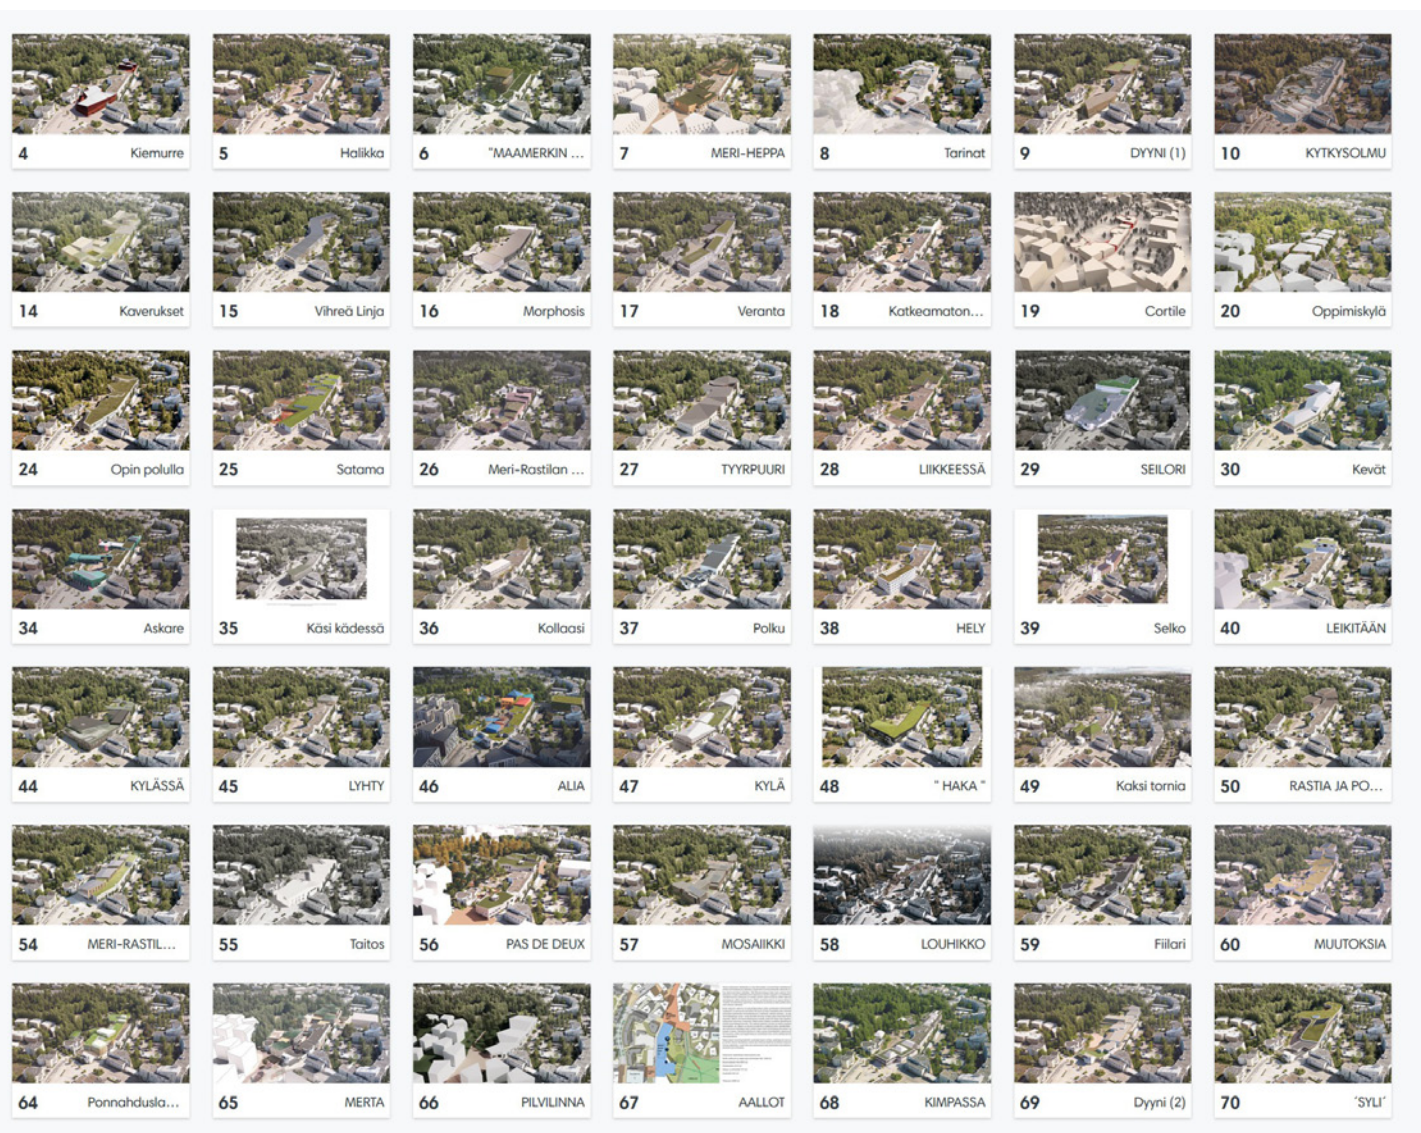 4 Kiemurre
5 Halikka
6 "MAAMERKIN ...
7 MERI-HEPPA
8 Tarinat
9 DYYNI (1)
10 KYTKYSOLMU
14 Kaverukset
15 Vihreä Linja
16 Morphosis
17 Veranta
18 Katkeamaton...
19 Cortile
20 Oppimiskylä
24 Opin polulla
25 Satama
26 Meri-Rastilan ...
27 TYYRPUURI
28 LIIKKEESSÄ
29 SEILORI
30 Kevät
34 Askare
35 Käsi kädessä
36 Kollaasi
37 Polku
38 HELY
39 Selko
40 LEIKITÄÄN
44 KYLÄSSÄ
45 LYHTY
46 ALIA
47 KYLÄ
48 " HAKA "
49 Kaksi tornia
50 RASTIA JA PO...
54 MERI-RASTIL...
55 Taitos
56 PAS DE DEUX
57 MOSAIIKKI
58 LOUHIKKO
59 Fiilari
60 MUUTOKSIA
64 Ponnahdusla...
65 MERTA
66 PILVILINNA
67 AALLOT
68 KIMPASSA
69 Dyyni (2)
70 ´SYLI´